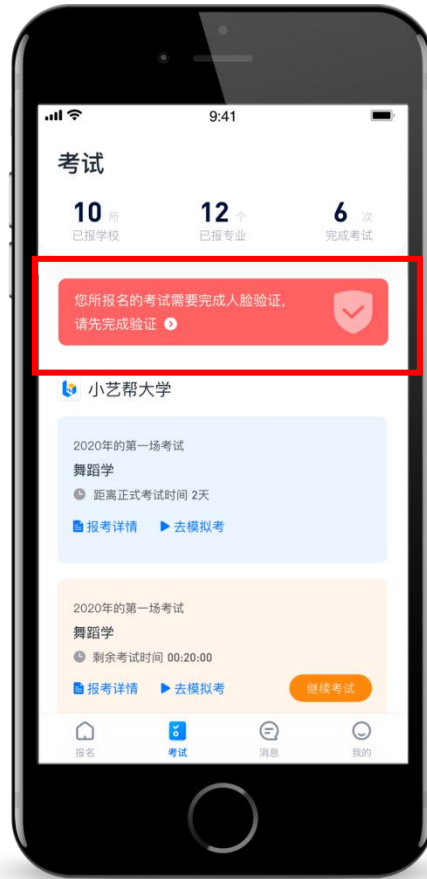 9:41
考试
10 所 12 个 6 次
已报学校 已报专业 完成考试
您所报名的考试需要完成人脸验证，
请先完成验证
小艺帮大学
2020年的第一场考试
舞蹈学
距离正式考试时间 2天
报考详情 去模拟考
2020年的第一场考试
舞蹈学
剩余考试时间 00:20:00
报考详情 去模拟考 继续考试
报名 考试 消息 我的